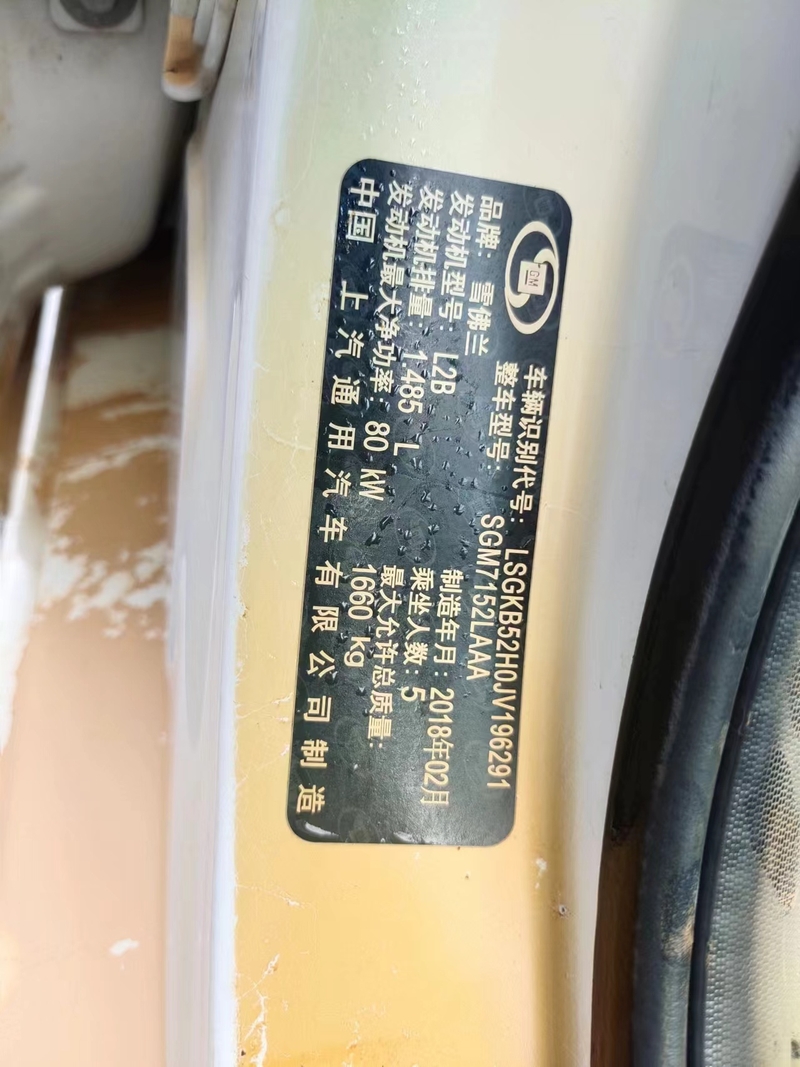 GM
车辆识别代号: LSGKB52H0JV196291
品牌: 雪佛兰 整车型号: SGM7152LAAA
发动机型号: L2B 制造年月: 2018年02月
发动机排量: 1.485 L 乘坐人数: 5
发动机最大净功率: 80 kW 最大允许总质量: 1660 kg
中国 上汽通用汽车有限公司制造